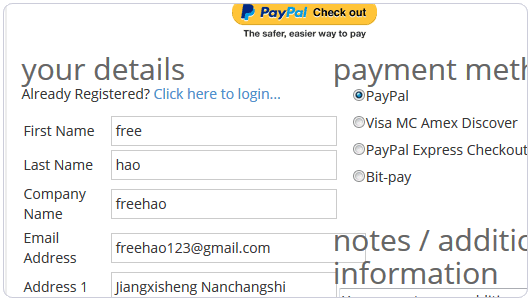 PayPal Check out
The safer, easier way to pay
your details
Already Registered? Click here to login...
First Name free
Last Name hao
Company Name freehao
Email Address freehao123@gmail.com
Address 1 Jiangxisheng Nanchangshi
payment meth
PayPal
Visa MC Amex Discover
PayPal Express Checkout
Bit-pay
notes / additio
information